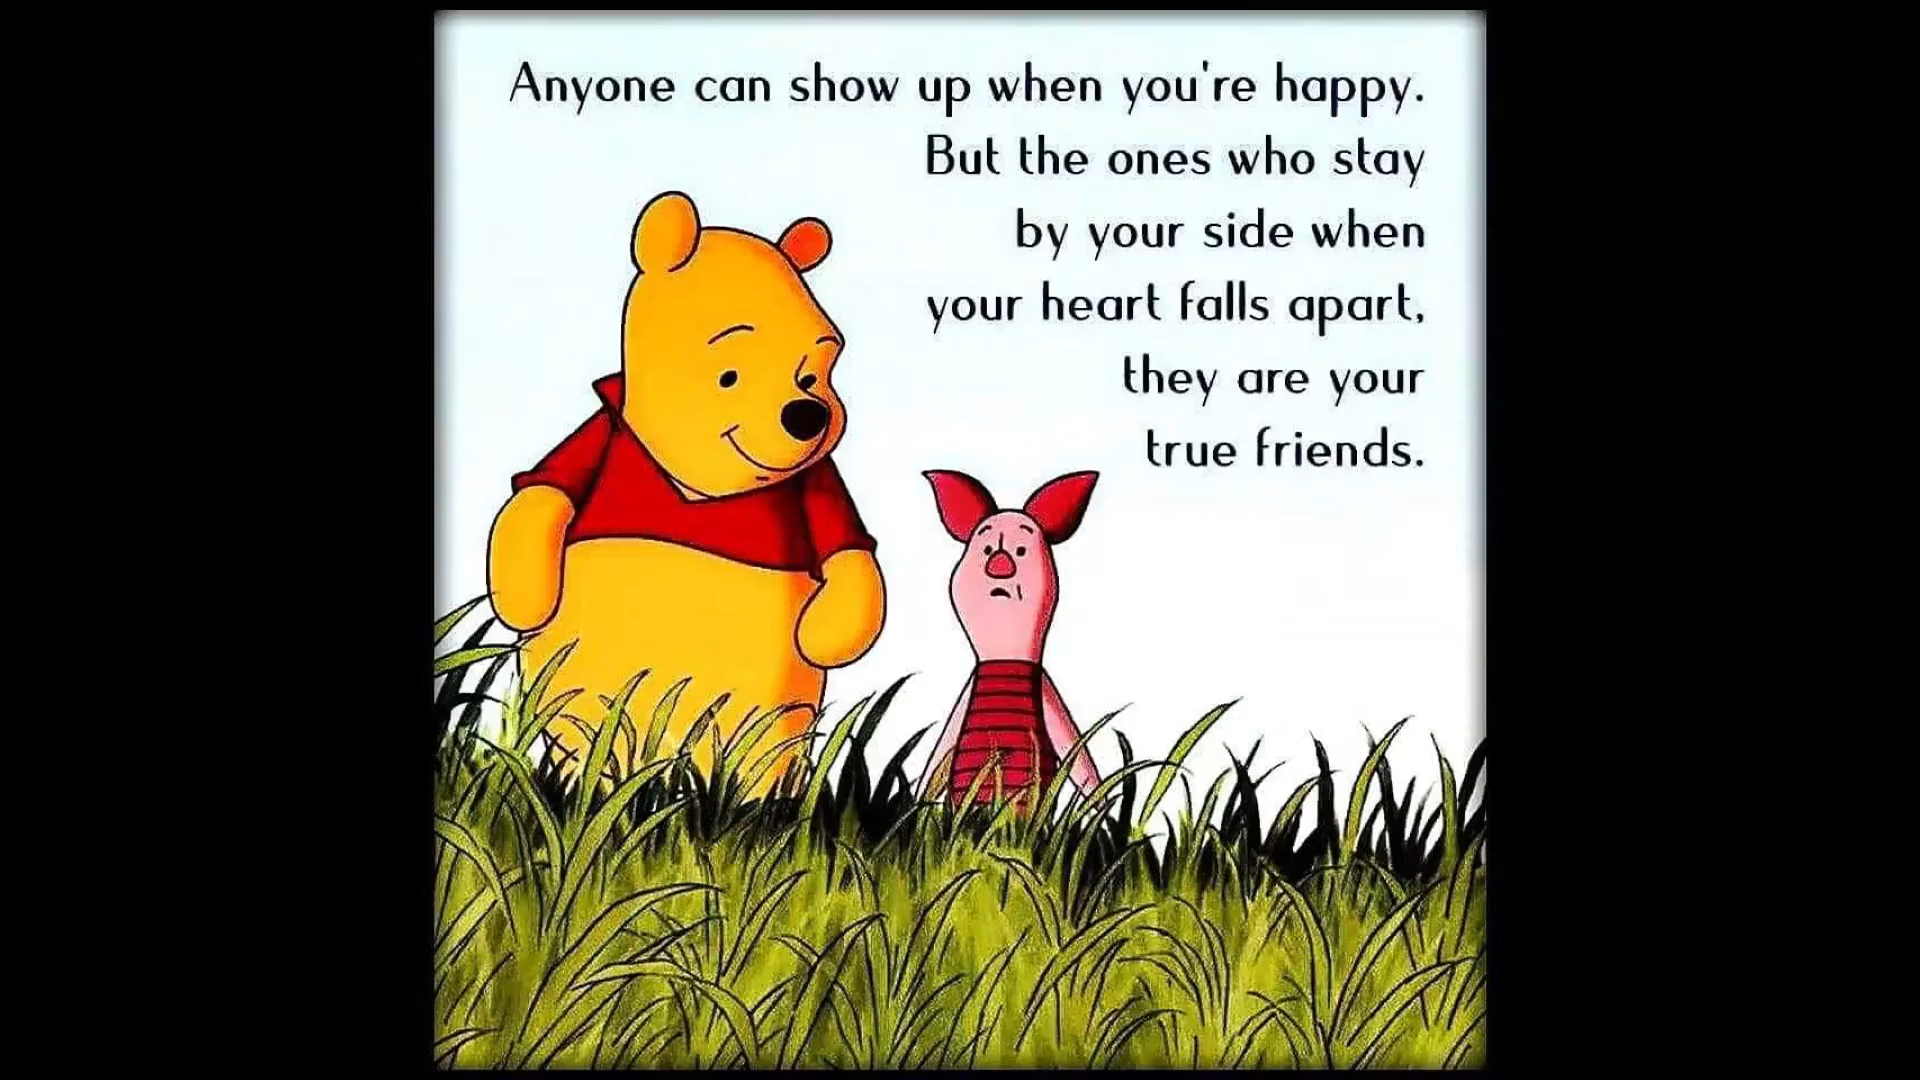 Anyone can show up when you're happy.
But the ones who stay
by your side when
your heart falls apart,
they are your
true friends.